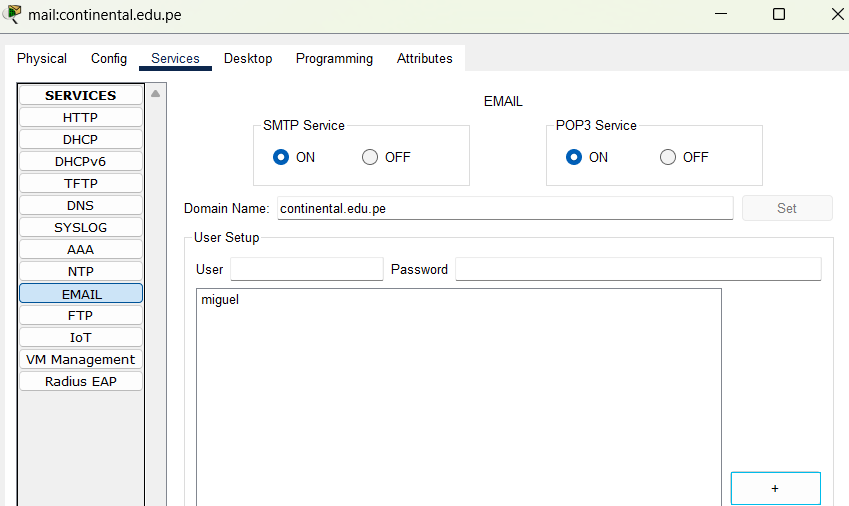 mail:continental.edu.pe
Physical Config Services Desktop Programming Attributes
SERVICES
HTTP
DHCP
DHCPv6
TFTP
DNS
SYSLOG
AAA
NTP
EMAIL
FTP
IoT
VM Management
Radius EAP
EMAIL
SMTP Service
ON OFF
POP3 Service
ON OFF
Domain Name: continental.edu.pe Set
User Setup
User Password
miguel
+